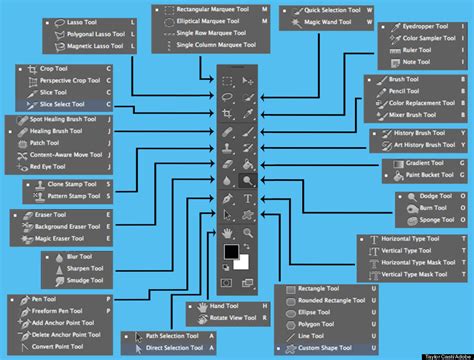 Lasso Tool L
Polygonal Lasso Tool L
Magnetic Lasso Tool L
Rectangular Marquee Tool M
Elliptical Marquee Tool M
Single Row Marquee Tool
Single Column Marquee Tool
Quick Selection Tool W
Magic Wand Tool W
Eyedropper Tool I
Color Sampler Tool I
Ruler Tool I
Note Tool I
Crop Tool C
Perspective Crop Tool C
Slice Tool C
Slice Select Tool C
Brush Tool B
Pencil Tool B
Color Replacement Tool B
Mixer Brush Tool B
Spot Healing Brush Tool J
Healing Brush Tool J
Patch Tool J
Content-Aware Move Tool J
Red Eye Tool J
History Brush Tool Y
Art History Brush Tool Y
Gradient Tool G
Paint Bucket Tool G
Clone Stamp Tool S
Pattern Stamp Tool S
Dodge Tool O
Burn Tool O
Sponge Tool O
Eraser Tool E
Background Eraser Tool E
Magic Eraser Tool E
Horizontal Type Tool T
Vertical Type Tool T
Horizontal Type Mask Tool T
Vertical Type Mask Tool T
Blur Tool
Sharpen Tool
Smudge Tool
Pen Tool P
Freeform Pen Tool P
Add Anchor Point Tool
Delete Anchor Point Tool
Convert Point Tool
Hand Tool H
Rotate View Tool R
Rectangle Tool U
Rounded Rectangle Tool U
Ellipse Tool U
Polygon Tool U
Line Tool U
Custom Shape Tool U
Path Selection Tool A
Direct Selection Tool A